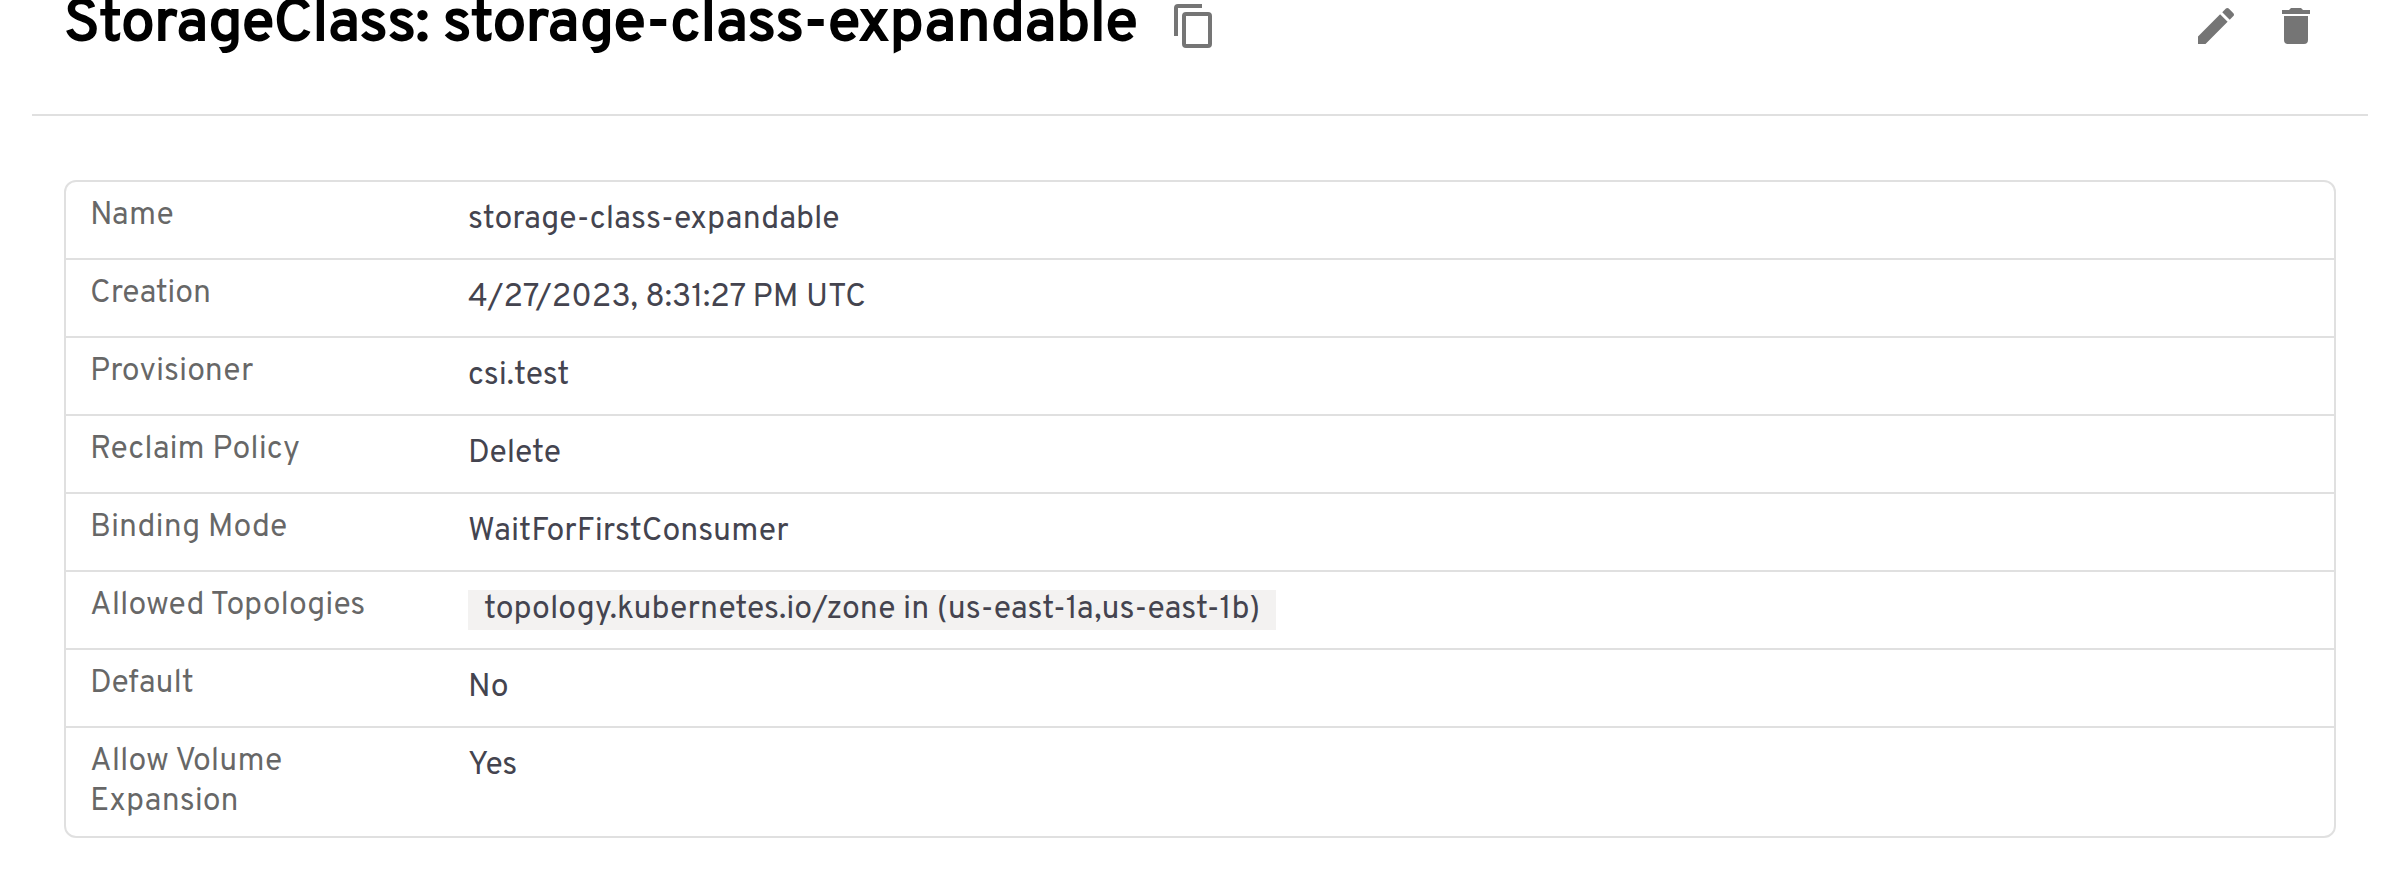 StorageClass: storage-class-expandable
Name storage-class-expandable
Creation 4/27/2023, 8:31:27 PM UTC
Provisioner csi.test
Reclaim Policy Delete
Binding Mode WaitForFirstConsumer
Allowed Topologies topology.kubernetes.io/zone in (us-east-1a,us-east-1b)
Default No
Allow Volume Yes
Expansion